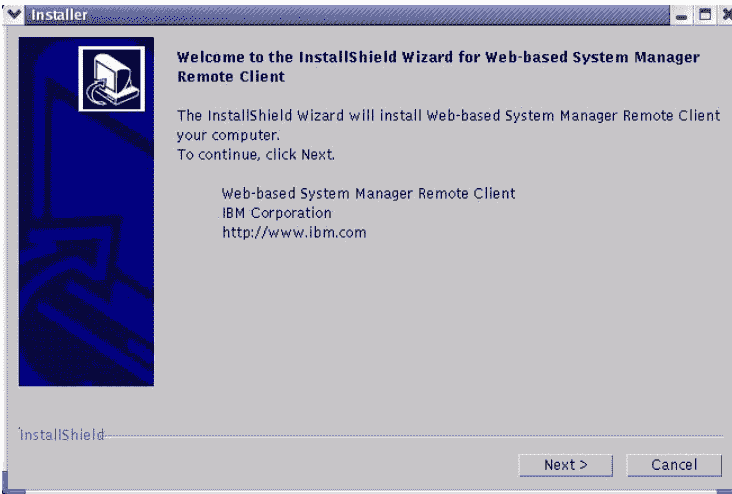 Installer
Welcome to the InstallShield Wizard for Web-based System Manager
Remote Client
The InstallShield Wizard will install Web-based System Manager Remote Client
your computer.
To continue, click Next.
Web-based System Manager Remote Client
IBM Corporation
http://www.ibm.com
InstallShield
Next >
Cancel